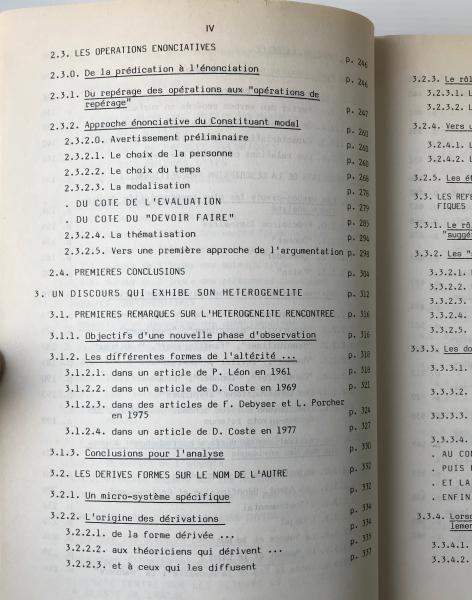 IV
2.3. LES OPERATIONS ENONCIATIVES p. 246
2.3.0. De la prédication à l'énonciation p. 246
2.3.1. Du repérage des opérations aux "opérations de
repérage" p. 247
2.3.2. Approche énonciative du Constituant modal p. 260
2.3.2.0. Avertissement préliminaire p. 260
2.3.2.1. Le choix de la personne p. 260
2.3.2.2. Le choix du temps p. 268
2.3.2.3. La modalisation p. 278
. DU COTE DE L'EVALUATION p. 279
. DU COTE DU "DEVOIR FAIRE" p. 285
2.3.2.4. La thématisation p. 294
2.3.2.5. Vers une première approche de l'argumentation p. 298
2.4. PREMIERES CONCLUSIONS p. 304
3. UN DISCOURS QUI EXHIBE SON HETEROGENEITE p. 312
3.1. PREMIERES REMARQUES SUR L'HETEROGENEITE RENCONTREE p. 316
3.1.1. Objectifs d'une nouvelle phase d'observation p. 316
3.1.2. Les différentes formes de l'altérité ... p. 318
3.1.2.1. dans un article de P. Léon en 1961 p. 318
3.1.2.2. dans un article de D. Coste en 1969 p. 321
3.1.2.3. dans des articles de F. Debyser et L. Porcher
en 1975 p. 324
3.1.2.4. dans un article de D. Coste en 1977 p. 327
3.1.3. Conclusions pour l'analyse p. 330
3.2. LES DERIVES FORMES SUR LE NOM DE L'AUTRE p. 332
3.2.1. Un micro-système spécifique p. 332
3.2.2. L'origine des dérivations p. 334
3.2.2.1. de la forme dérivée ... p. 334
3.2.2.2. aux théoriciens qui dérivent ... p. 335
3.2.2.3. et à ceux qui les diffusent p. 337
3.2.3. Le rôl
3.2.3.1. L
3.2.3.2.
3.2.4. Vers u
3.2.4.1. L
3.2.4.2. L
3.2.5. Les ét
3.3. LES REFE
FIQUES
3.3.1. Le rô
"suggé
3.3.2. Les "
3.3.2.1.
3.3.2.2.
3.3.2.3.
3.3.2.4.
3.3.2.5.
3.3.3. Les do
3.3.3.1.
3.3.3.2.
3.3.3.3.
3.3.3.4.
. AU CO
. PUIS
. ET LA
. ENFIN
3.3.4. Lorsq
lemen
3.3.4.1.
3.3.4.2.